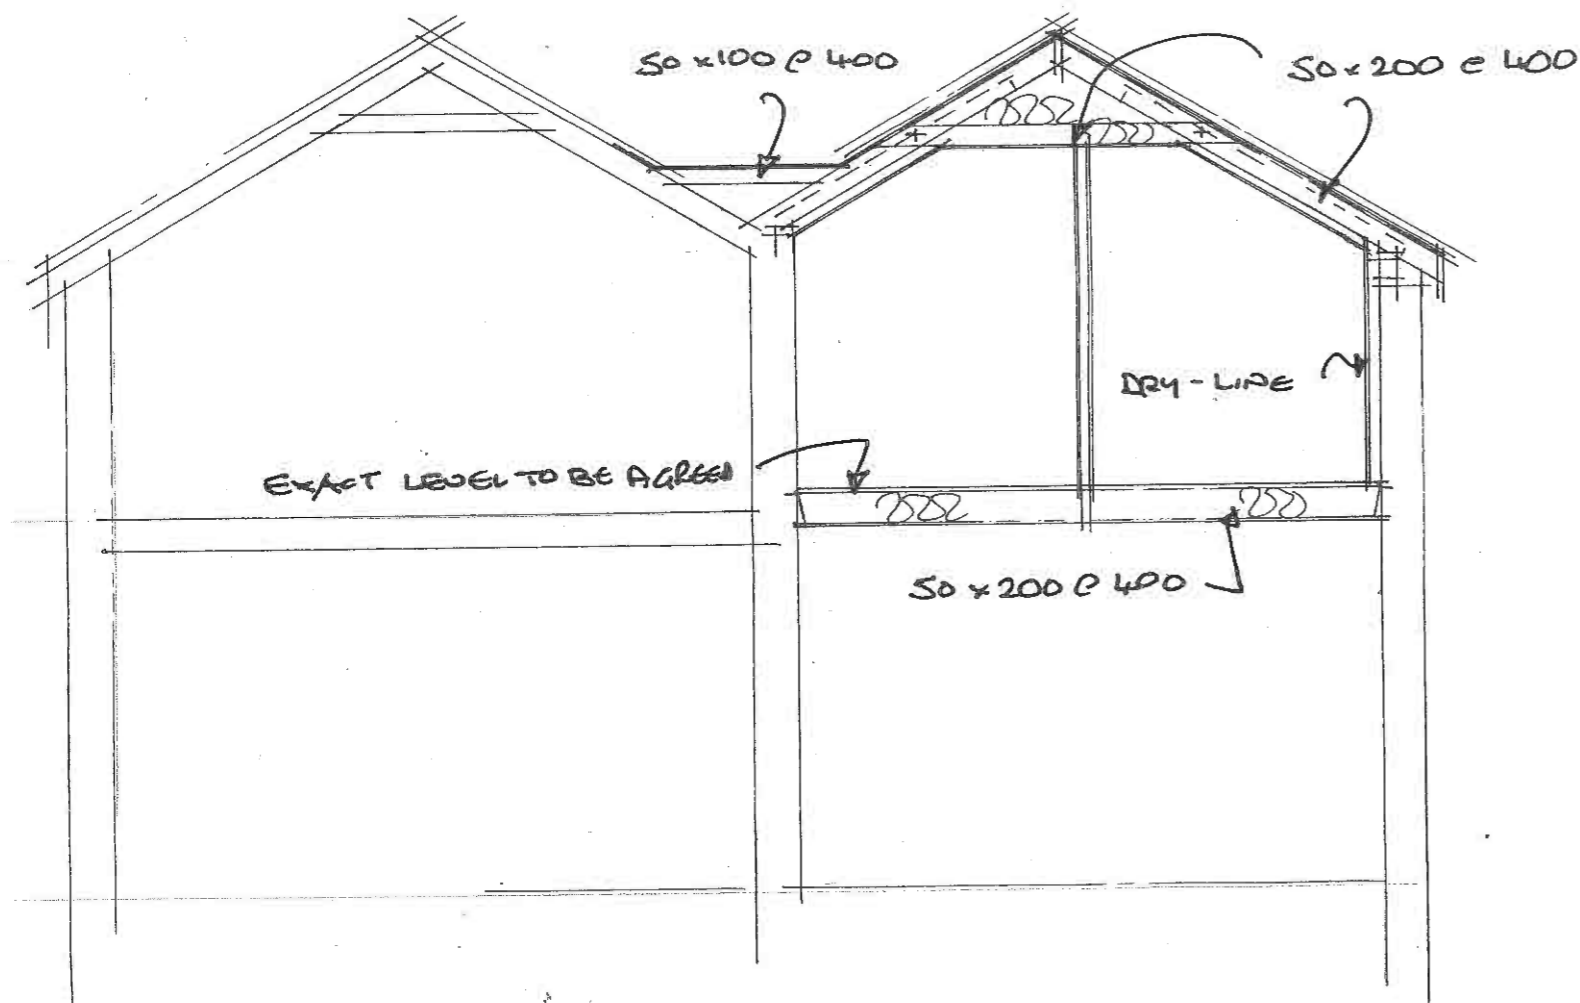 50 x 100 @ 400
50 x 200 @ 400
DRY-LINE
EXACT LEVEL TO BE AGREED
50 x 200 @ 400